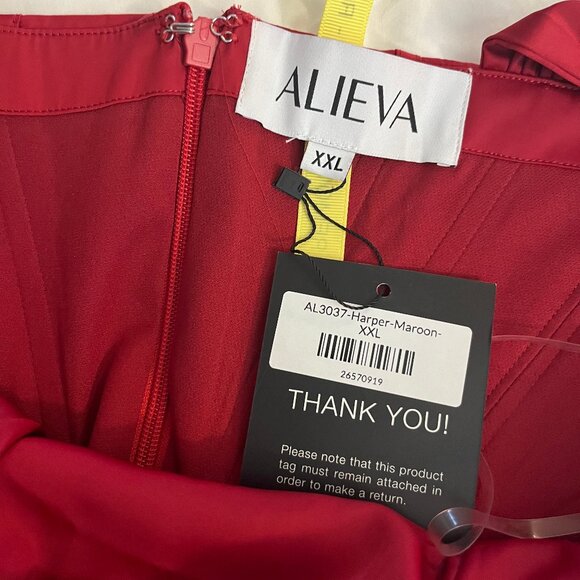 ALIEVA
XXL
AL3037-Harper-Maroon-
XXL
26570919
THANK YOU!
Please note that this product
tag must remain attached in
order to make a return.